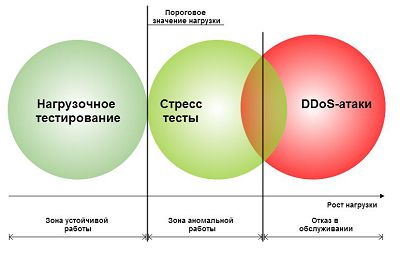 Пороговое
значение нагрузки
Нагрузочное
тестирование
Стресс
тесты
DDoS-атаки
Рост нагрузки
Зона устойчивой
работы
Зона аномальной
работы
Отказ в
обслуживании